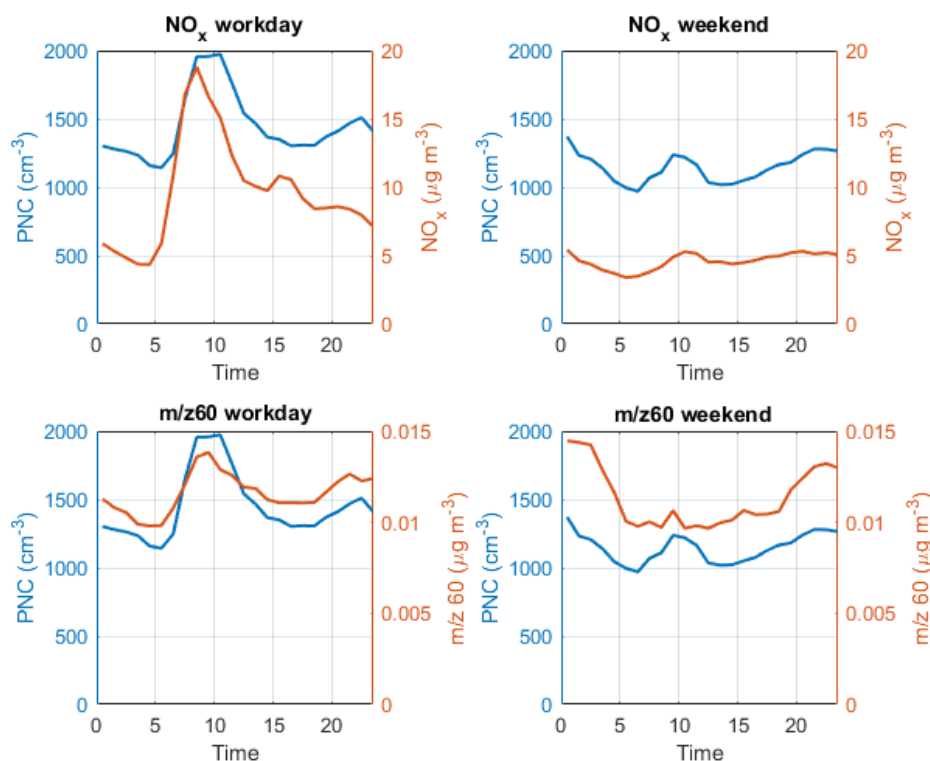 NOx workday
2000
1500
1000
500
0
PNC (cm-3)
20
15
10
5
0
NOx (μg m-3)
0 5 10 15 20
Time
NOx weekend
2000
1500
1000
500
0
PNC (cm-3)
20
15
10
5
0
NOx (μg m-3)
0 5 10 15 20
Time
m/z60 workday
2000
1500
1000
500
0
PNC (cm-3)
0.015
0.01
0.005
0
m/z 60 (μg m-3)
0 5 10 15 20
Time
m/z60 weekend
2000
1500
1000
500
0
PNC (cm-3)
0.015
0.01
0.005
0
m/z 60 (μg m-3)
0 5 10 15 20
Time